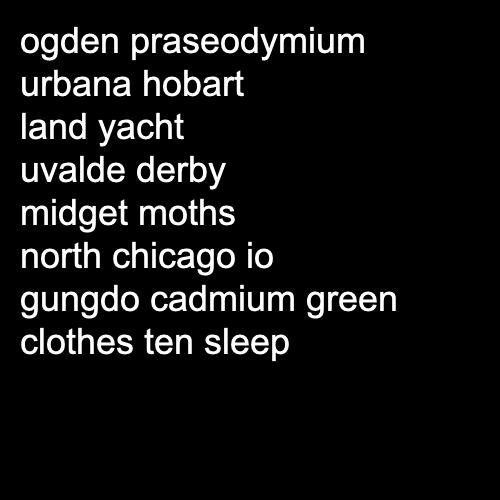 ogden praseodymium
urbana hobart
land yacht
uvalde derby
midget moths
north chicago io
gungdo cadmium green
clothes ten sleep